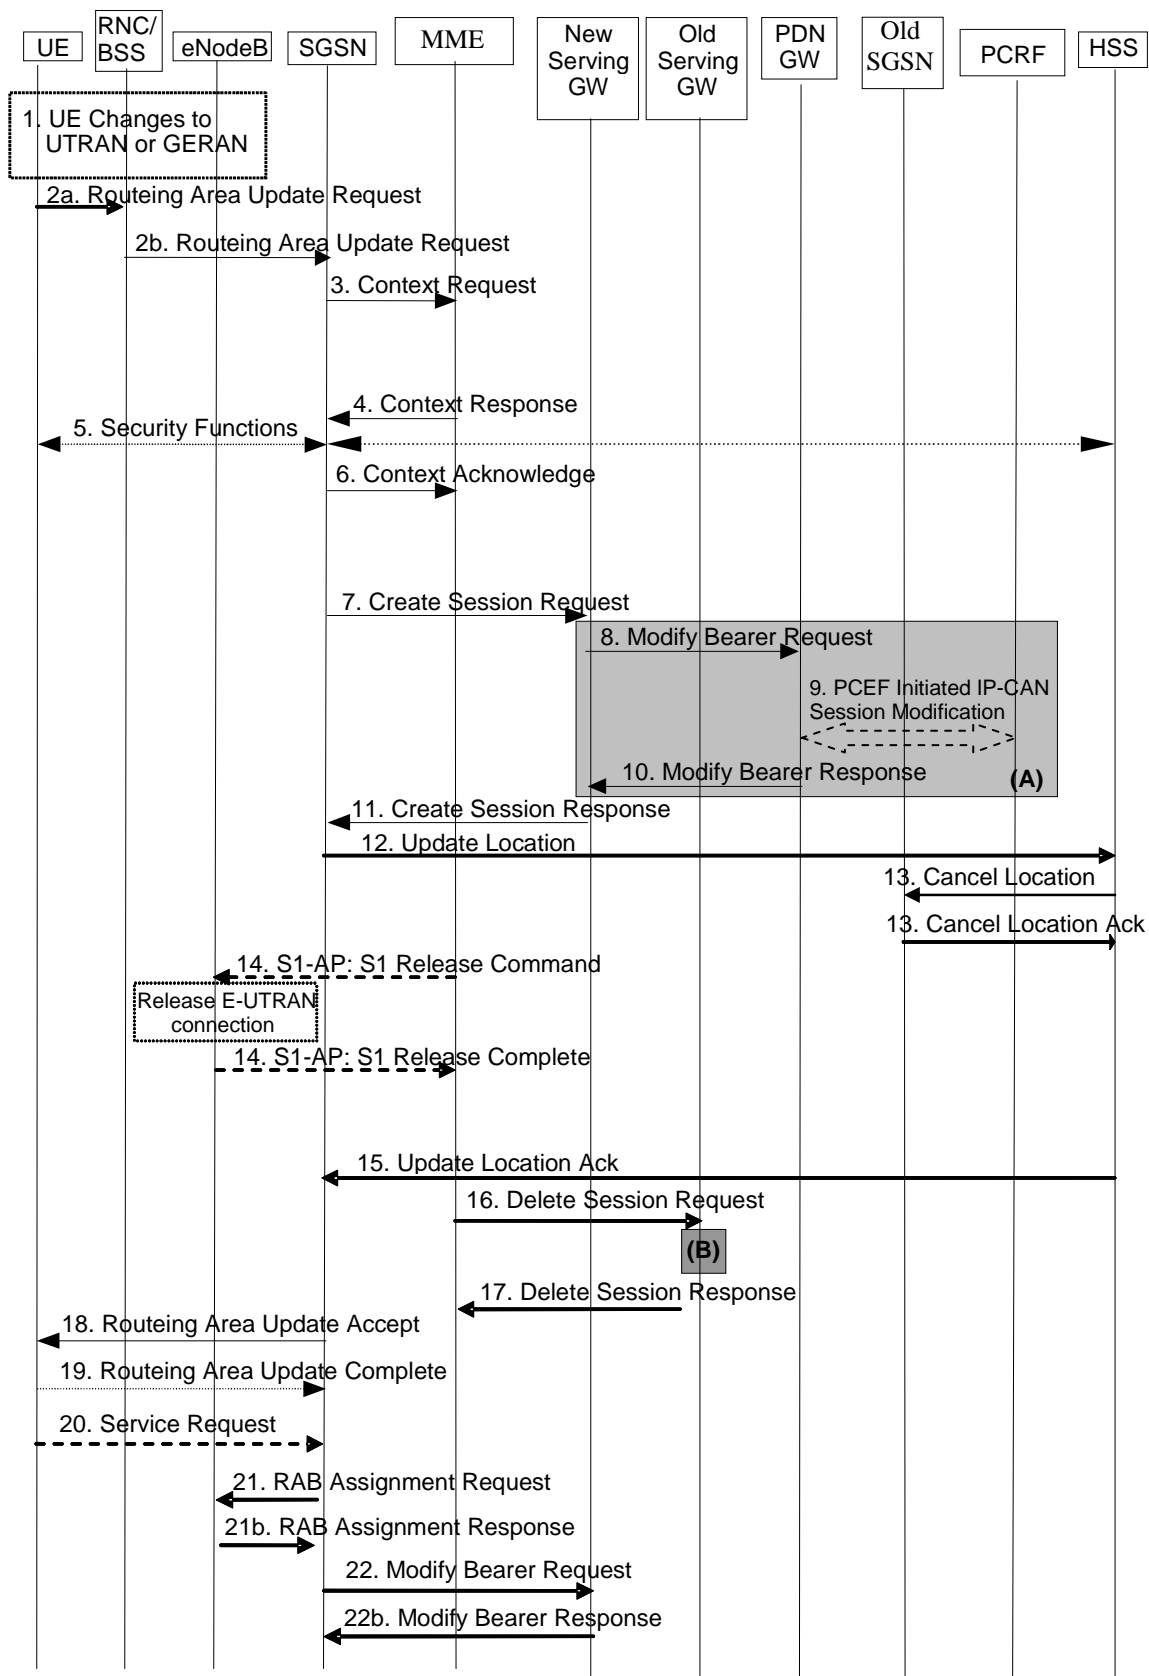 UE
RNC/
BSS
eNodeB
SGSN
MME
New
Serving
GW
Old
Serving
GW
PDN
GW
Old
SGSN
PCRF
HSS
1. UE Changes to
UTRAN or GERAN
2a. Routeing Area Update Request
2b. Routeing Area Update Request
3. Context Request
4. Context Response
5. Security Functions
6. Context Acknowledge
7. Create Session Request
8. Modify Bearer Request
9. PCEF Initiated IP-CAN
Session Modification
10. Modify Bearer Response
(A)
11. Create Session Response
12. Update Location
13. Cancel Location
13. Cancel Location Ack
14. S1-AP: S1 Release Command
Release E-UTRAN
connection
14. S1-AP: S1 Release Complete
15. Update Location Ack
16. Delete Session Request
(B)
17. Delete Session Response
18. Routeing Area Update Accept
19. Routeing Area Update Complete
20. Service Request
21. RAB Assignment Request
21b. RAB Assignment Response
22. Modify Bearer Request
22b. Modify Bearer Response